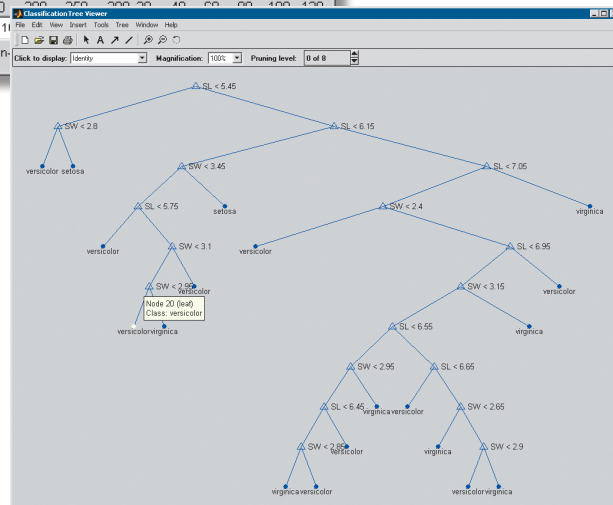 Classification Tree Viewer
File Edit View Insert Tools Tree Window Help
Click to display: Identity Magnification: 100% Pruning level: 0 of 8
SL < 5.45
SW < 2.8 SL < 6.15
versicolor setosa SW < 3.45 SL < 7.05
SL < 5.75 setosa SW < 2.4 virginica
versicolor SW < 3.1 versicolor SL < 6.95
SW < 2.95 versicolor SW < 3.15 versicolor
Node 20 (leaf)
Class: versicolor
versicolor virginica SL < 6.55 virginica
SW < 2.95 SL < 6.65
SL < 6.45 virginica versicolor SW < 2.65
SW < 2.85 versicolor virginica SW < 2.9
virginica versicolor versicolor virginica